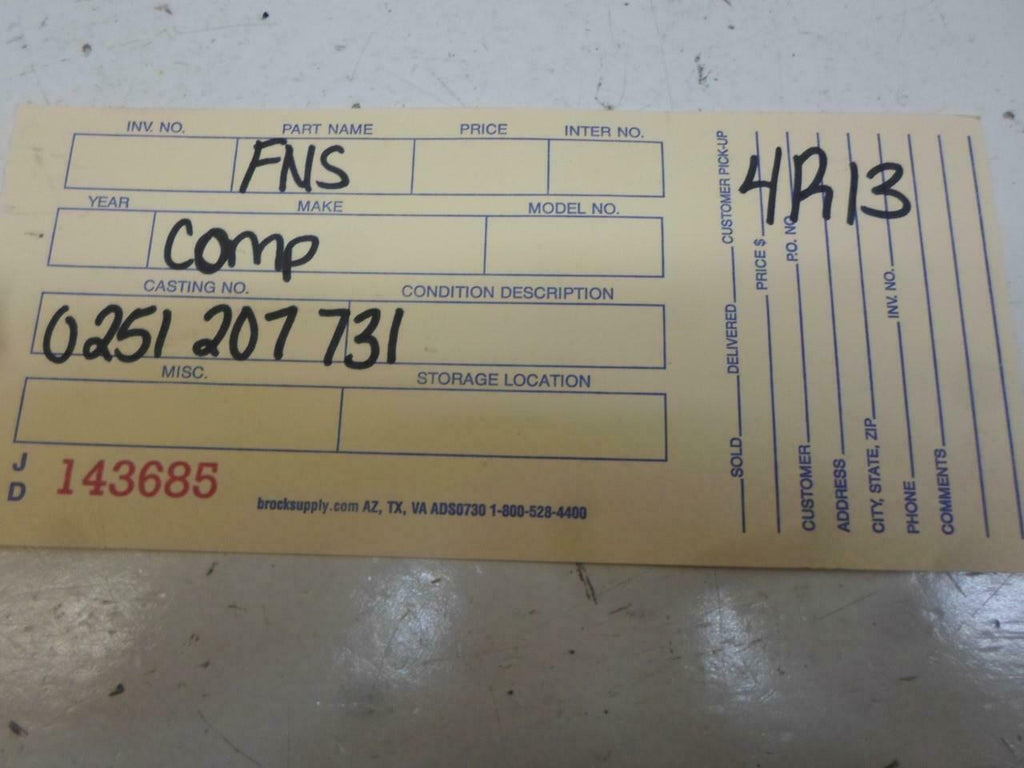 INV. NO. PART NAME PRICE INTER NO.
FNS
YEAR MAKE MODEL NO.
Comp
CASTING NO. CONDITION DESCRIPTION
0251 207 731
MISC. STORAGE LOCATION
J
D
143685
brocksupply.com AZ, TX, VA ADS0730 1-800-528-4400
4R13
SOLD DELIVERED CUSTOMER PICK-UP
PRICE $
CUSTOMER P.O. NO.
ADDRESS
CITY, STATE, ZIP
PHONE INV. NO.
COMMENTS